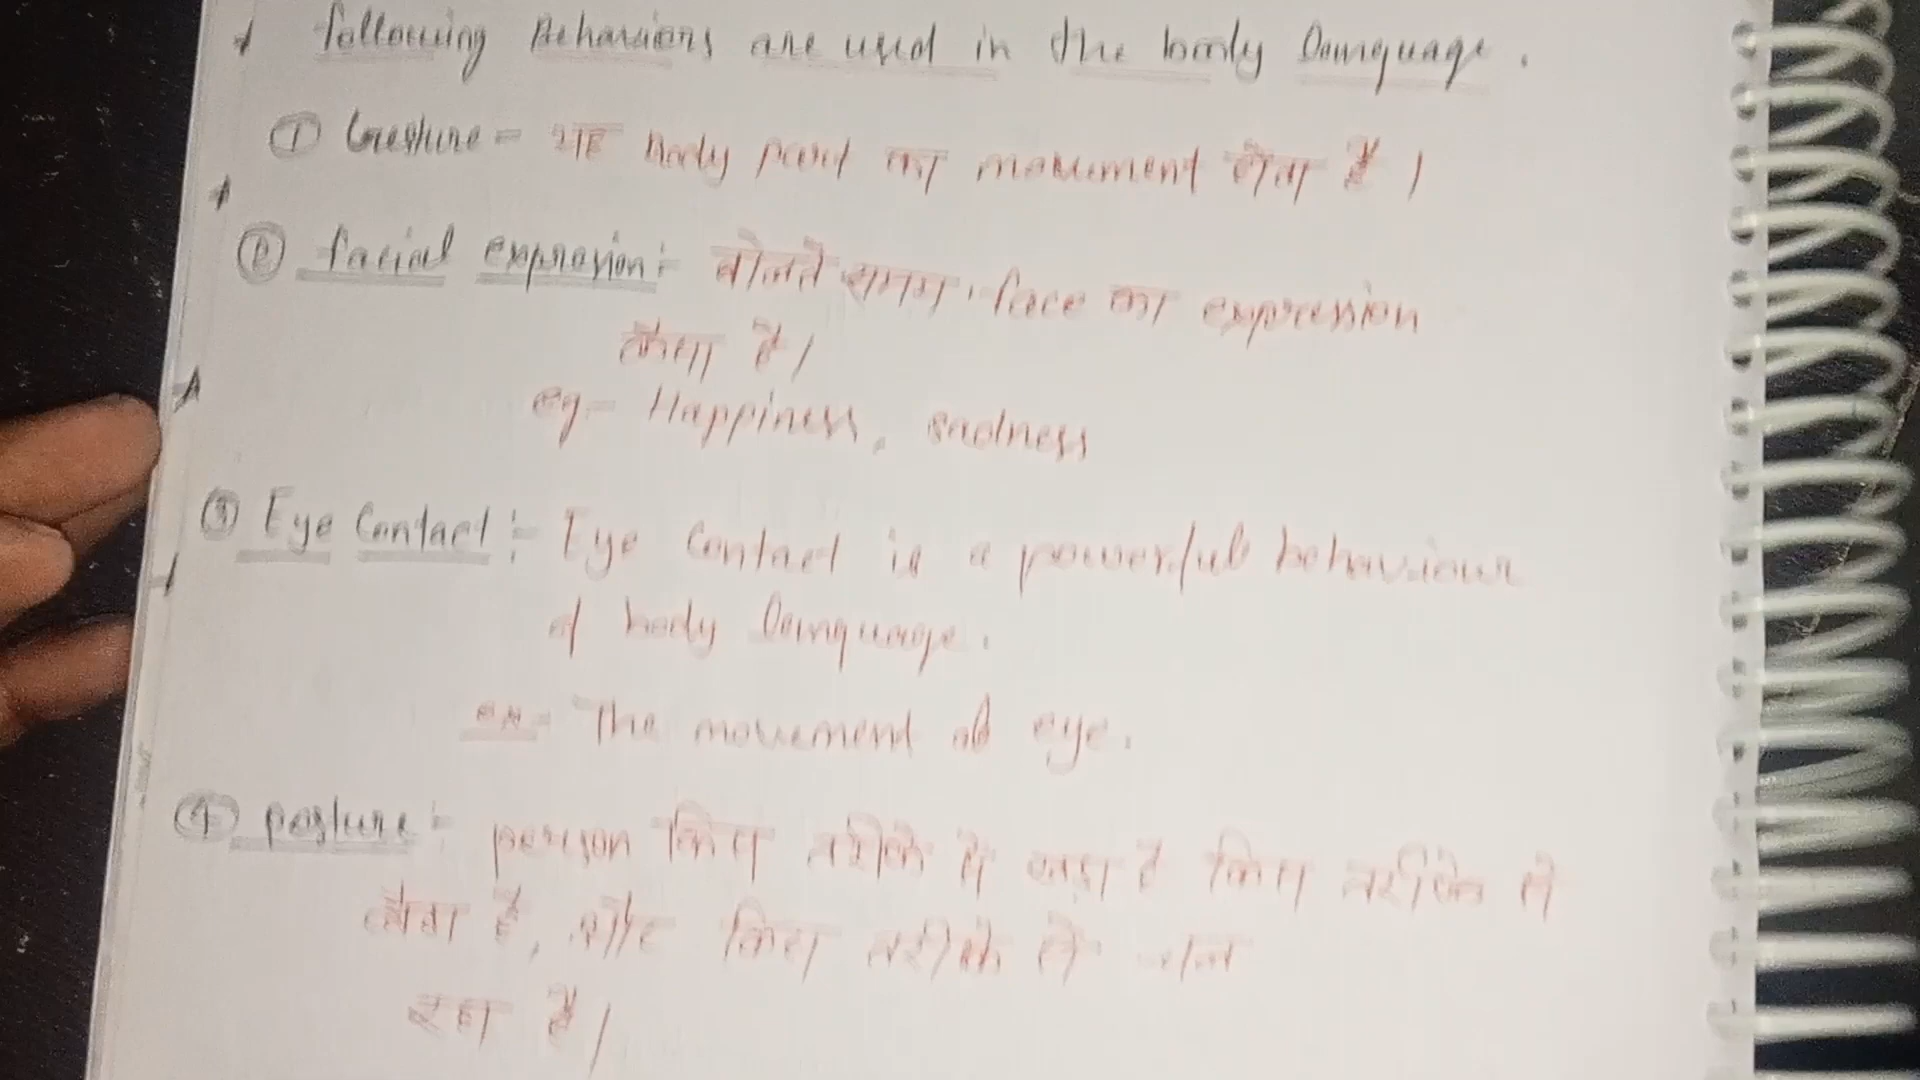 * following Behaviors are used in the body Language.
① Gesture = यह Body part का movement होता है।
② facial expresion:- बोलते समय face का expression
कैसा है।
eg- Happiness, sadness
③ Eye Contact :- Eye Contact is a powerful behaviour
of body language.
ex- The movement of eye.
④ posture:- person किस तरीके से खड़ा है किस तरीके से
बैठा है, और किस तरीके से चल
रहा है।